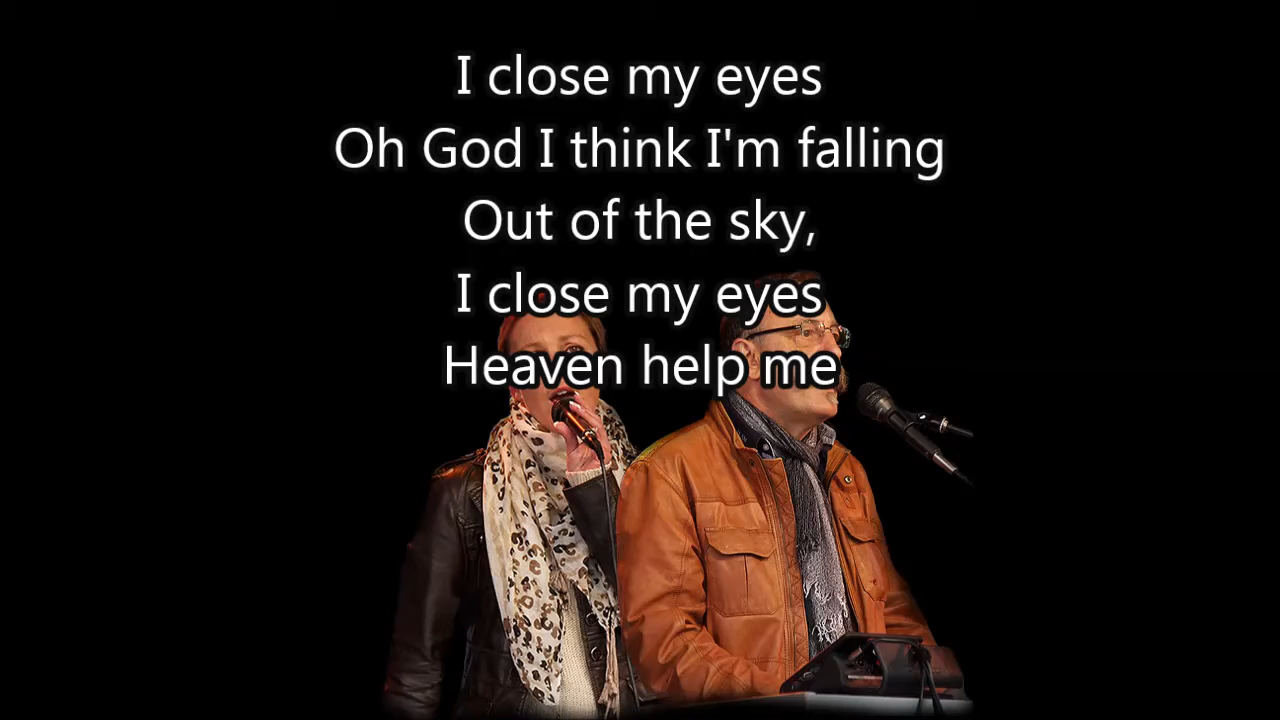 I close my eyes
Oh God I think I'm falling
Out of the sky,
I close my eyes
Heaven help me